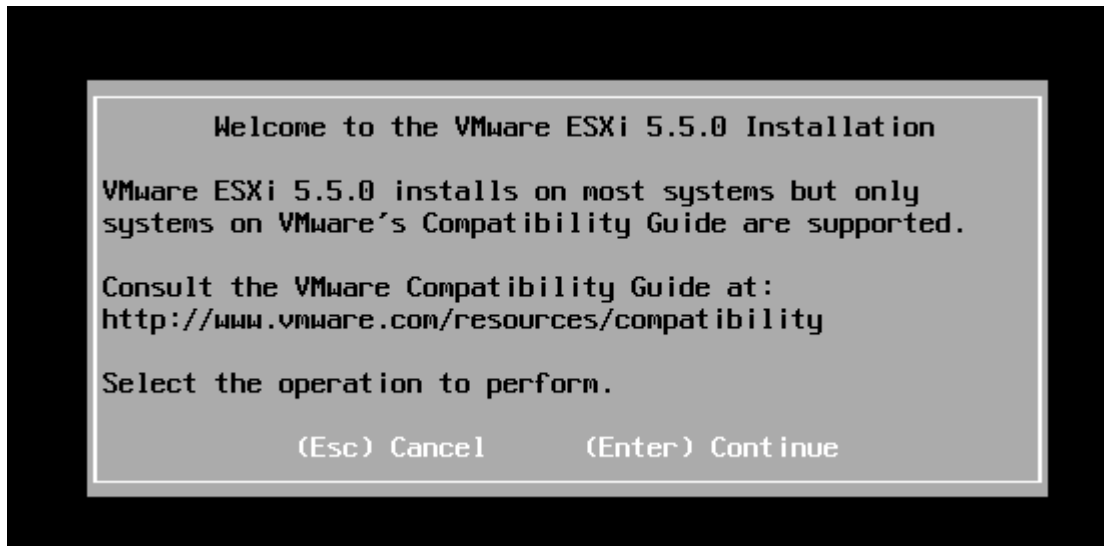 Welcome to the VMware ESXi 5.5.0 Installation
VMware ESXi 5.5.0 installs on most systems but only
systems on VMware's Compatibility Guide are supported.
Consult the VMware Compatibility Guide at:
http://www.vmware.com/resources/compatibility
Select the operation to perform.
(Esc) Cancel (Enter) Continue